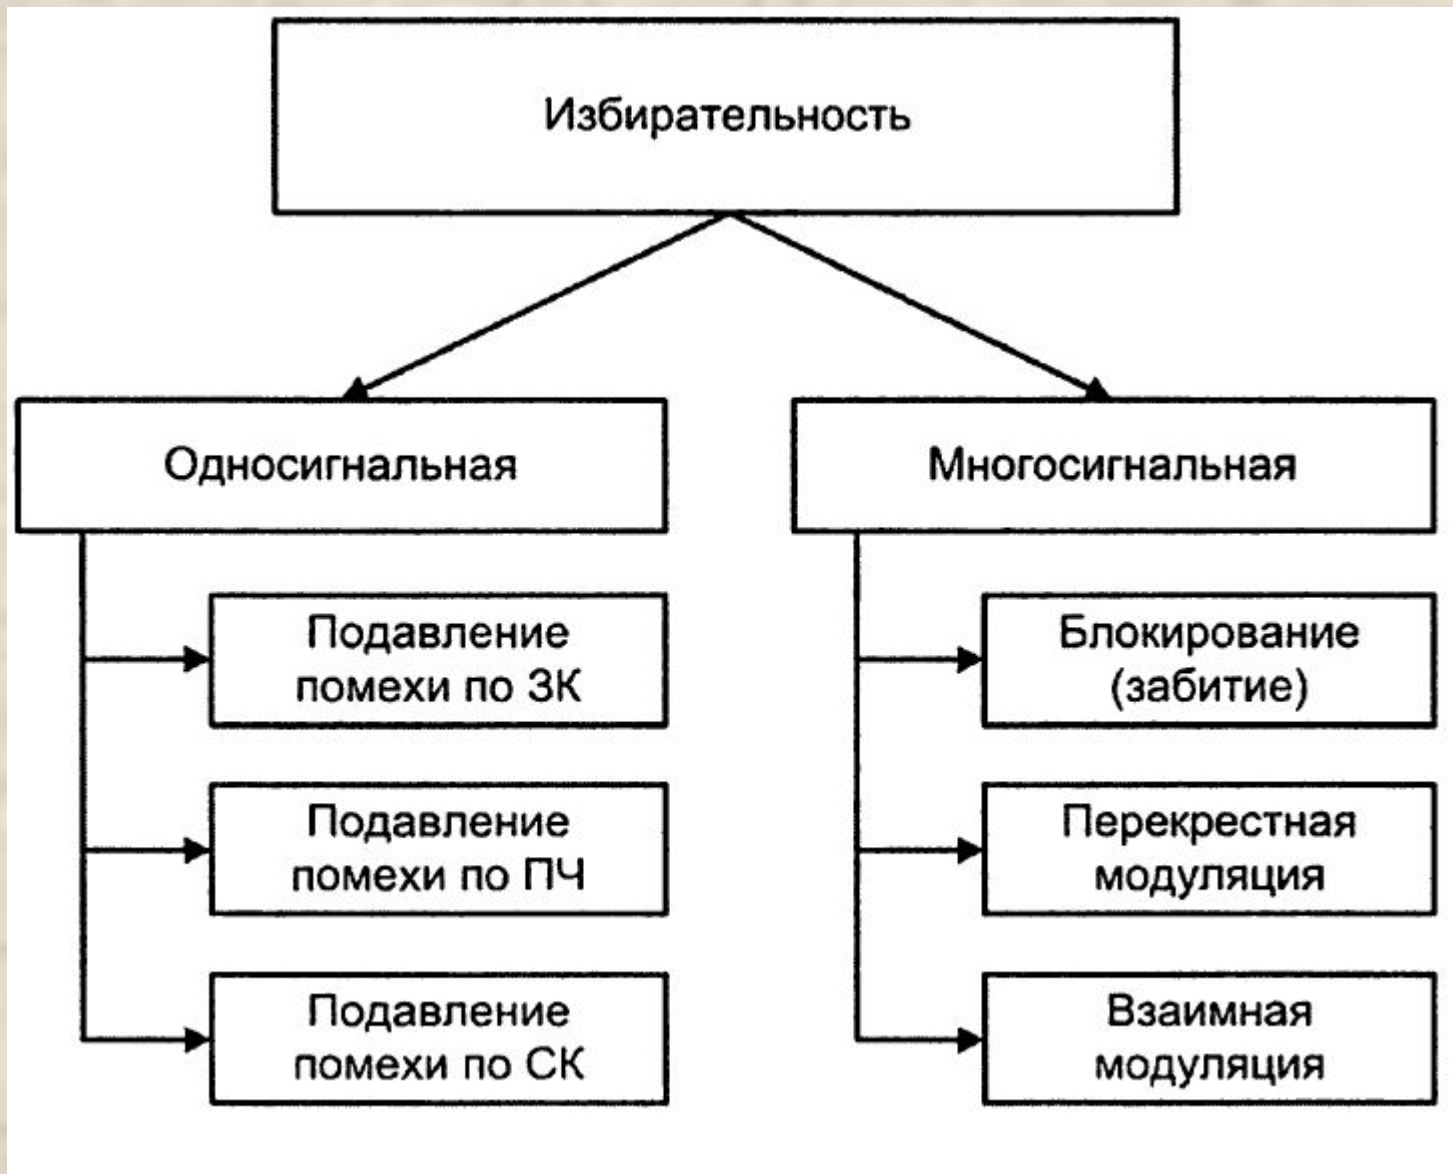 Избирательность
Односигнальная
Подавление
помехи по ЗК
Подавление
помехи по ПЧ
Подавление
помехи по СК
Многосигнальная
Блокирование
(забитие)
Перекрестная
модуляция
Взаимная
модуляция